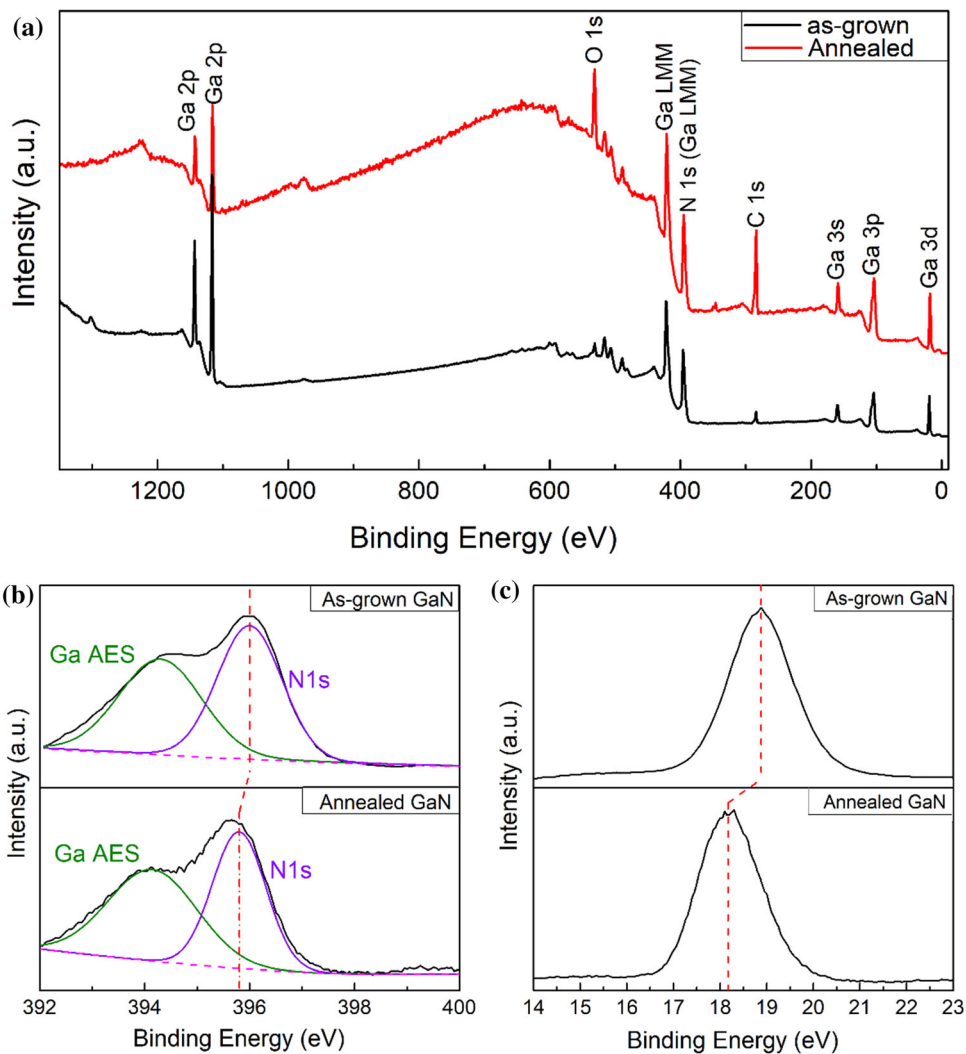 (a)
as-grown
Annealed
Ga 2p
Ga 2p
O 1s
Ga LMM
N 1s (Ga LMM)
C 1s
Ga 3s
Ga 3p
Ga 3d
Intensity (a.u.)
1200 1000 800 600 400 200 0
Binding Energy (eV)
(b)
As-grown GaN
Ga AES
N1s
Annealed GaN
Ga AES
N1s
Intensity (a.u.)
392 394 396 398 400
Binding Energy (eV)
(c)
As-grown GaN
Annealed GaN
Intensity (a.u.)
14 15 16 17 18 19 20 21 22 23
Binding Energy (eV)